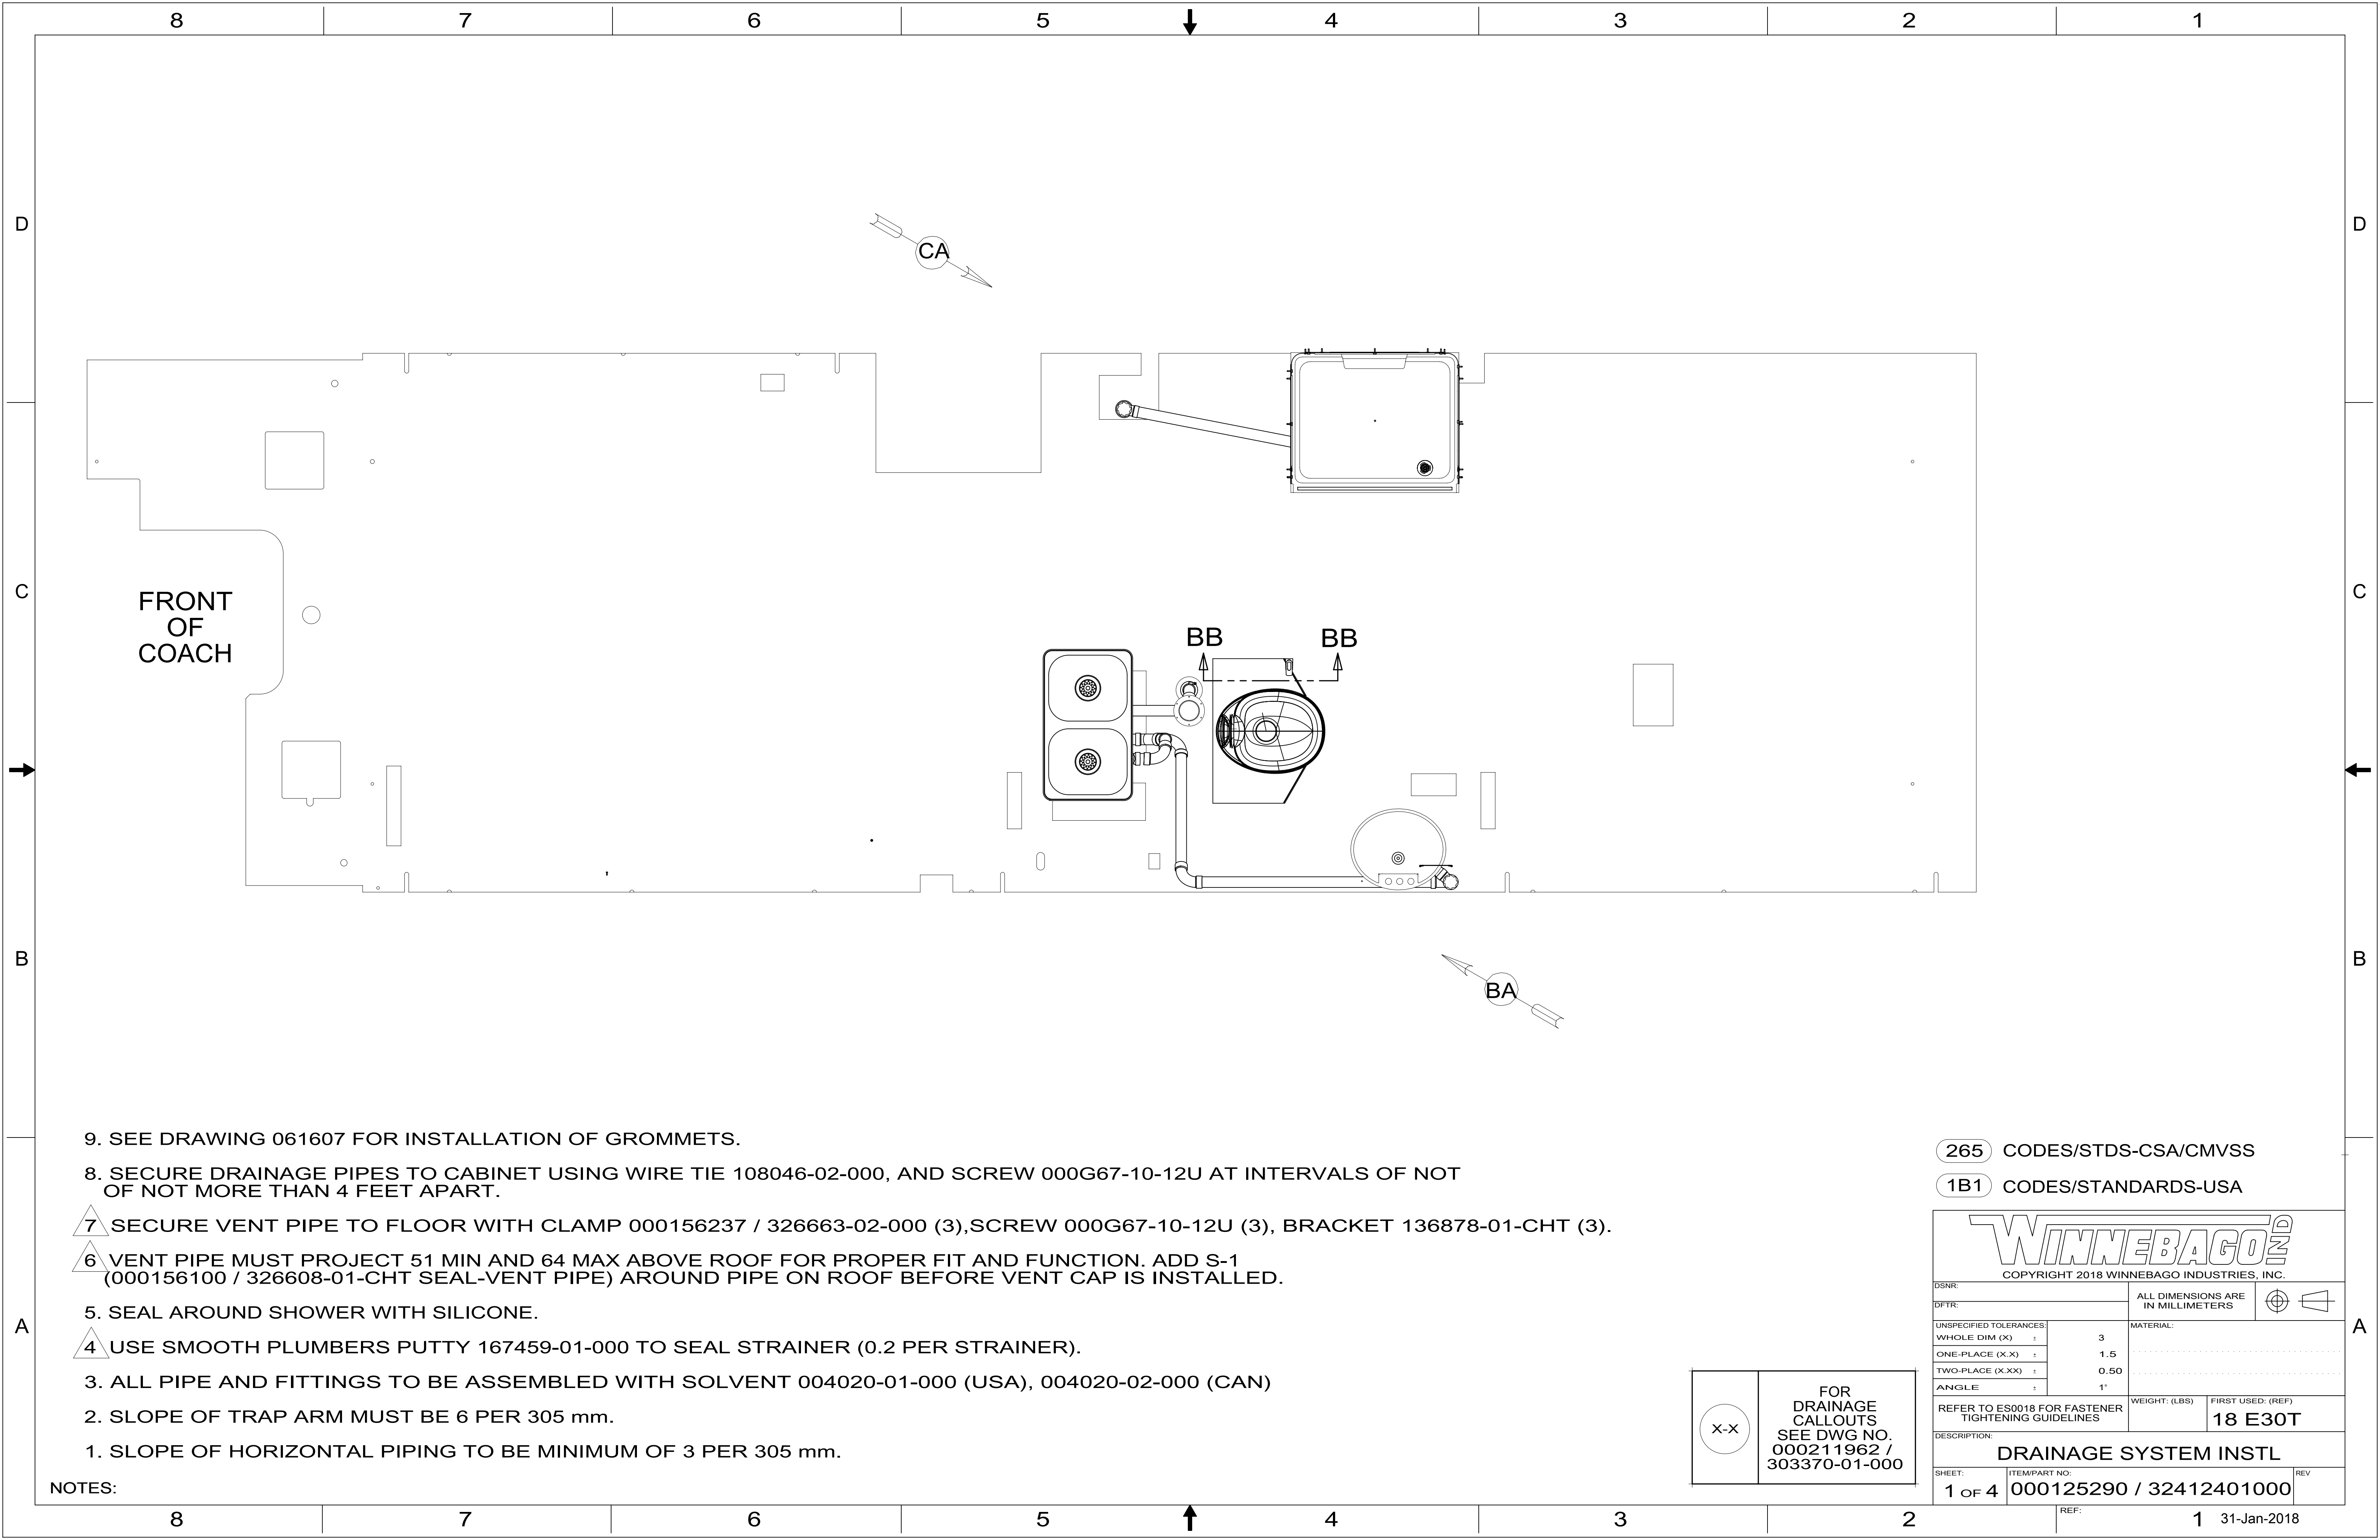 8 7 6 5 4 3 2 1
D D
CA
C C
FRONT
OF
COACH
BB BB
B B
BA
9. SEE DRAWING 061607 FOR INSTALLATION OF GROMMETS.
8. SECURE DRAINAGE PIPES TO CABINET USING WIRE TIE 108046-02-000, AND SCREW 000G67-10-12U AT INTERVALS OF NOT
OF NOT MORE THAN 4 FEET APART.
7 SECURE VENT PIPE TO FLOOR WITH CLAMP 000156237 / 326663-02-000 (3),SCREW 000G67-10-12U (3), BRACKET 136878-01-CHT (3).
6 VENT PIPE MUST PROJECT 51 MIN AND 64 MAX ABOVE ROOF FOR PROPER FIT AND FUNCTION. ADD S-1
(000156100 / 326608-01-CHT SEAL-VENT PIPE) AROUND PIPE ON ROOF BEFORE VENT CAP IS INSTALLED.
5. SEAL AROUND SHOWER WITH SILICONE.
4 USE SMOOTH PLUMBERS PUTTY 167459-01-000 TO SEAL STRAINER (0.2 PER STRAINER).
3. ALL PIPE AND FITTINGS TO BE ASSEMBLED WITH SOLVENT 004020-01-000 (USA), 004020-02-000 (CAN)
2. SLOPE OF TRAP ARM MUST BE 6 PER 305 mm.
1. SLOPE OF HORIZONTAL PIPING TO BE MINIMUM OF 3 PER 305 mm.
NOTES:
A A
X-X
FOR
DRAINAGE
CALLOUTS
SEE DWG NO.
000211962 /
303370-01-000
265 CODES/STDS-CSA/CMVSS
1B1 CODES/STANDARDS-USA
WINNEBAGO IND
COPYRIGHT 2018 WINNEBAGO INDUSTRIES, INC.
DSNR:
DFTR:
ALL DIMENSIONS ARE
IN MILLIMETERS
UNSPECIFIED TOLERANCES:
WHOLE DIM (X) ± 3
ONE-PLACE (X.X) ± 1.5
TWO-PLACE (X.XX) ± 0.50
ANGLE ± 1°
MATERIAL:
REFER TO ES0018 FOR FASTENER
TIGHTENING GUIDELINES
WEIGHT: (LBS)
FIRST USED: (REF)
18 E30T
DESCRIPTION:
DRAINAGE SYSTEM INSTL
SHEET:
1 OF 4
ITEM/PART NO:
000125290 / 32412401000
REV
REF:
8 7 6 5 4 3 2 1
31-Jan-2018